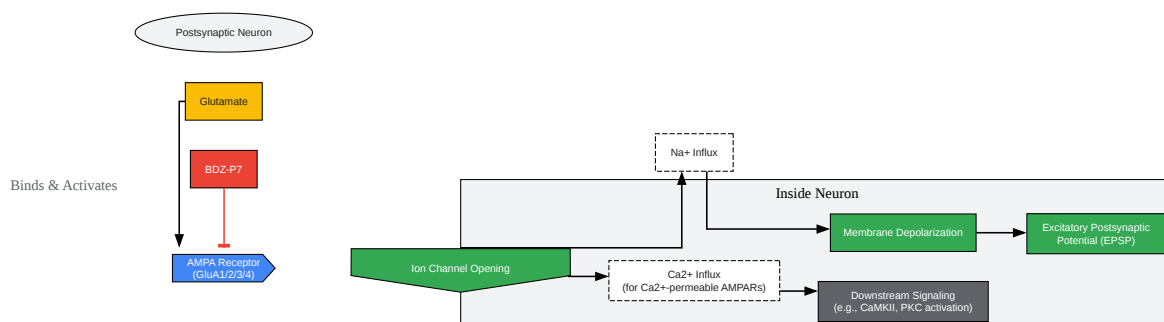 Postsynaptic Neuron
Glutamate
BDZ-P7
Binds & Activates
AMPA Receptor
(GluA1/2/3/4)
Na+ Influx
Inside Neuron
Membrane Depolarization
Excitatory Postsynaptic
Potential (EPSP)
Ion Channel Opening
Ca2+ Influx
(for Ca2+-permeable AMPARs)
Downstream Signaling
(e.g., CaMKII, PKC activation)